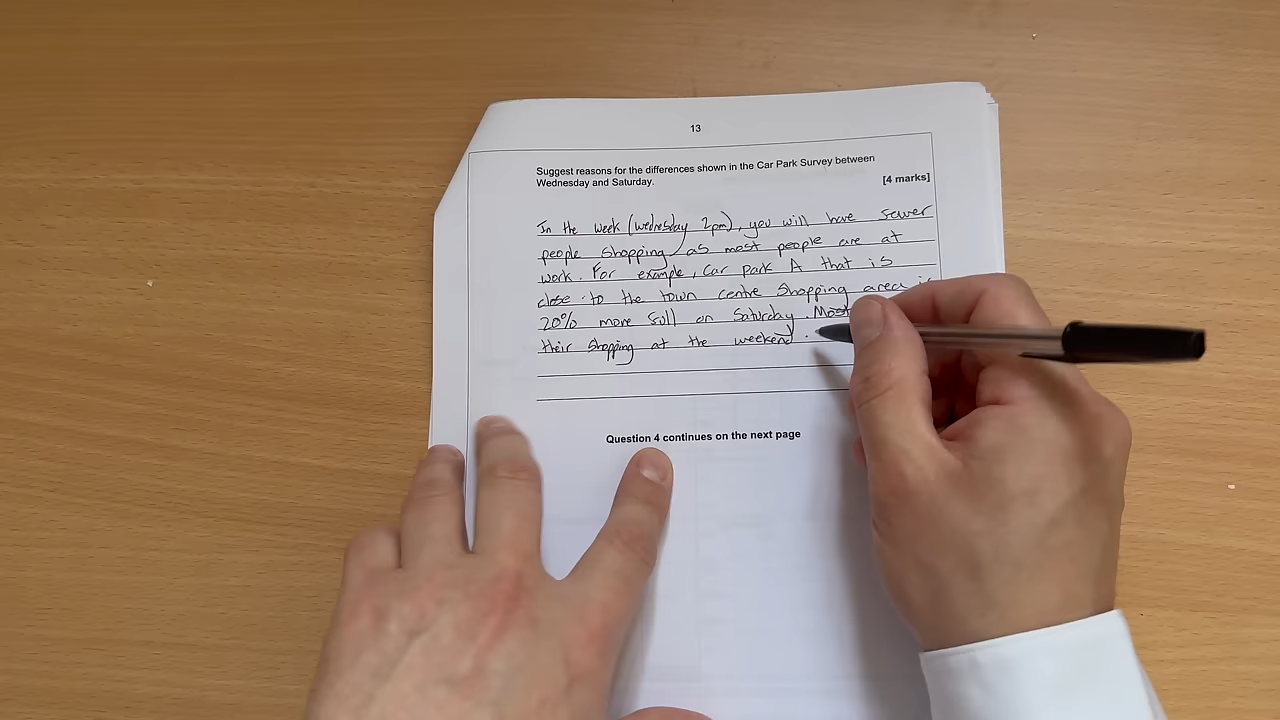 13
Suggest reasons for the differences shown in the Car Park Survey between
Wednesday and Saturday.
[4 marks]
In the week (wednesday 2pm), you will have fewer
people shopping as most people are at
work. For example, Car park A that is
close to the town centre shopping area is
20% more full on Saturday. Most
their shopping at the weekend.
Question 4 continues on the next page